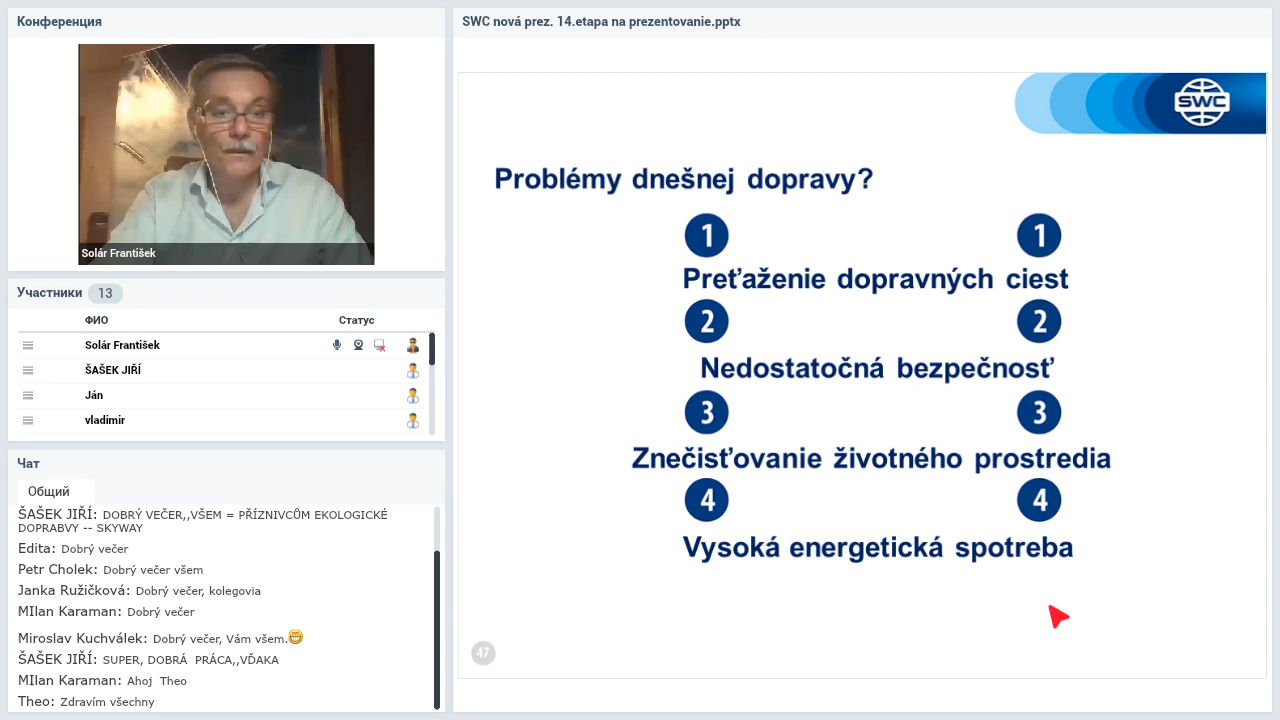 Конференция
Solár František
Участники 13
ФИО Статус
Solár František
ŠAŠEK JIŘÍ
Ján
vladimir
Чат
Общий
ŠAŠEK JIŘÍ: DOBRÝ VEČER,,VŠEM = PŘÍZNIVCŮM EKOLOGICKÉ
DOPRABVY -- SKYWAY
Edita: Dobrý večer
Petr Cholek: Dobrý večer všem
Janka Ružičková: Dobrý večer, kolegovia
MIlan Karaman: Dobrý večer
Miroslav Kuchválek: Dobrý večer, Vám všem.
ŠAŠEK JIŘÍ: SUPER, DOBRÁ PRÁCA,,VĎAKA
MIlan Karaman: Ahoj Theo
Theo: Zdravím všechny
SWC nová prez. 14.etapa na prezentovanie.pptx
SWC
Problémy dnešnej dopravy?
1 1
Preťaženie dopravných ciest
2 2
Nedostatočná bezpečnosť
3 3
Znečisťovanie životného prostredia
4 4
Vysoká energetická spotreba
47